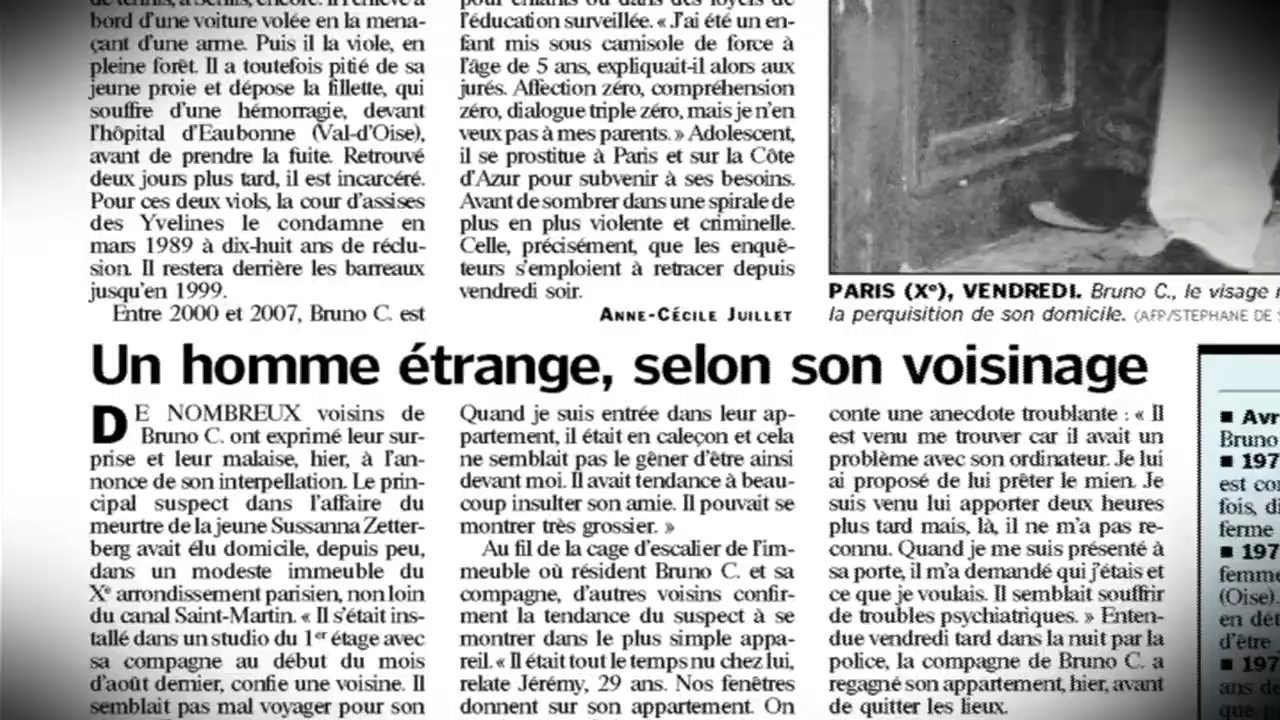 bord d'une voiture volée en la mena-
çant d'une arme. Puis il la viole, en
pleine forêt. Il a toutefois pitié de sa
jeune proie et dépose la fillette, qui
souffre d'une hémorragie, devant
l'hôpital d'Eaubonne (Val-d'Oise),
avant de prendre la fuite. Retrouvé
deux jours plus tard, il est incarcéré.
Pour ces deux viols, la cour d'assises
des Yvelines le condamne en
mars 1989 à dix-huit ans de réclu-
sion. Il restera derrière les barreaux
jusqu'en 1999.
Entre 2000 et 2007, Bruno C. est
pour enfants ou dans des foyers de
l'éducation surveillée. « J'ai été un en-
fant mis sous camisole de force à
l'âge de 5 ans, expliquait-il alors aux
jurés. Affection zéro, compréhension
zéro, dialogue triple zéro, mais je n'en
veux pas à mes parents. » Adolescent,
il se prostitue à Paris et sur la Côte
d'Azur pour subvenir à ses besoins.
Avant de sombrer dans une spirale de
plus en plus violente et criminelle.
Celle, précisément, que les enquê-
teurs s'emploient à retracer depuis
vendredi soir.
ANNE-CÉCILE JUILLET
PARIS (Xe), VENDREDI. Bruno C., le visage
la perquisition de son domicile. (AFP/STEPHANE DE
Un homme étrange, selon son voisinage
DE NOMBREUX voisins de
Bruno C. ont exprimé leur sur-
prise et leur malaise, hier, à l'an-
nonce de son interpellation. Le prin-
cipal suspect dans l'affaire du
meurtre de la jeune Sussanna Zetter-
berg avait élu domicile, depuis peu,
dans un modeste immeuble du
Xe arrondissement parisien, non loin
du canal Saint-Martin. « Il s'était ins-
tallé dans un studio du 1er étage avec
sa compagne au début du mois
d'août dernier, confie une voisine. Il
semblait pas mal voyager pour son
Quand je suis entrée dans leur ap-
partement, il était en caleçon et cela
ne semblait pas le gêner d'être ainsi
devant moi. Il avait tendance à beau-
coup insulter son amie. Il pouvait se
montrer très grossier. »
Au fil de la cage d'escalier de l'im-
meuble où résident Bruno C. et sa
compagne, d'autres voisins confir-
ment la tendance du suspect à se
montrer dans le plus simple appa-
reil. « Il était tout le temps nu chez lui,
relate Jérémy, 29 ans. Nos fenêtres
donnent sur son appartement. On
conte une anecdote troublante : « Il
est venu me trouver car il avait un
problème avec son ordinateur. Je lui
ai proposé de lui prêter le mien. Je
suis venu lui apporter deux heures
plus tard mais, là, il ne m'a pas re-
connu. Quand je me suis présenté à
sa porte, il m'a demandé qui j'étais et
ce que je voulais. Il semblait souffrir
de troubles psychiatriques. » Enten-
due vendredi tard dans la nuit par la
police, la compagne de Bruno C. a
regagné son appartement, hier, avant
de quitter les lieux.
■ Avr
Bruno
■ 197
est co
fois, d
ferme
■ 197
femme
(Oise).
en dét
d'être
■ 197
ans de
que